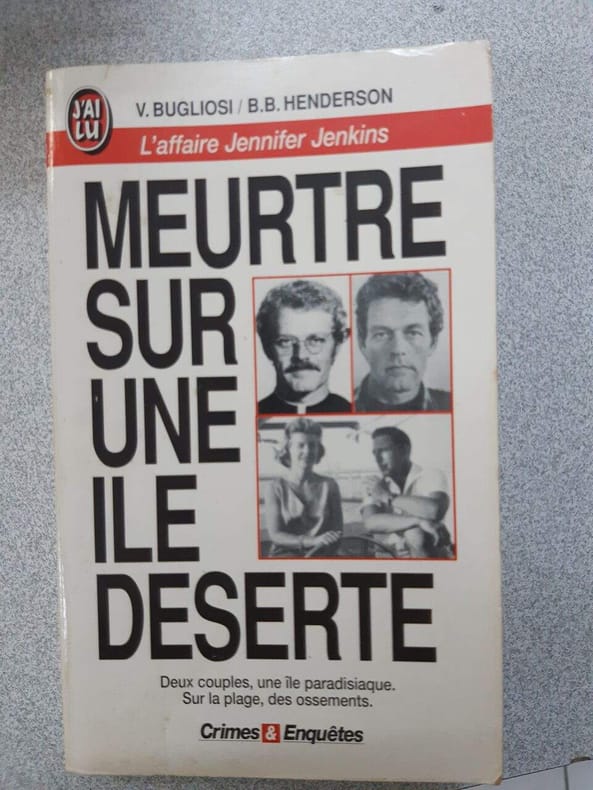 J'AI
LU
V. BUGLIOSI / B.B. HENDERSON
L'affaire Jennifer Jenkins
MEURTRE
SUR
UNE
ILE
DESERTE
Deux couples, une île paradisiaque.
Sur la plage, des ossements.
Crimes & Enquêtes